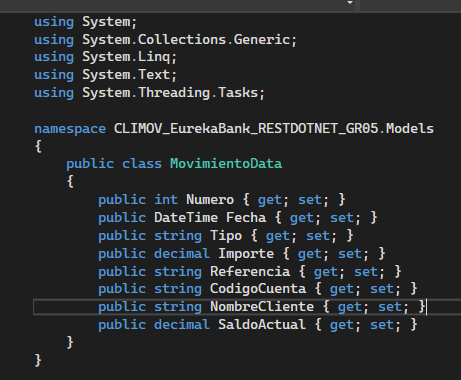 using System;
using System.Collections.Generic;
using System.Linq;
using System.Text;
using System.Threading.Tasks;

namespace CLIMOV_EurekaBank_RESTDOTNET_GR05.Models
{
    public class MovimientoData
    {
        public int Numero { get; set; }
        public DateTime Fecha { get; set; }
        public string Tipo { get; set; }
        public decimal Importe { get; set; }
        public string Referencia { get; set; }
        public string CodigoCuenta { get; set; }
        public string NombreCliente { get; set; }
        public decimal SaldoActual { get; set; }
    }
}